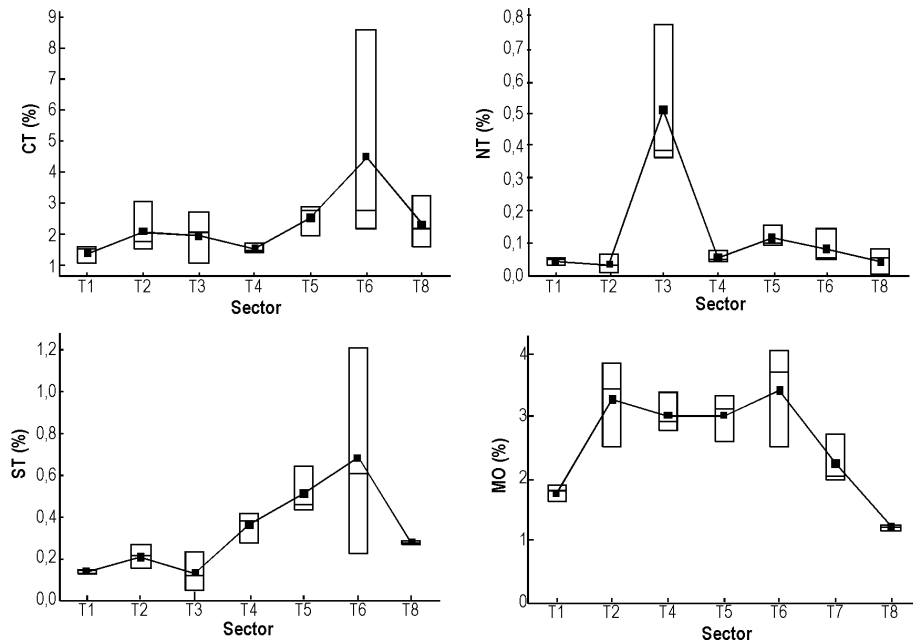 CT (%)
9
8
7
6
5
4
3
2
1
T1 T2 T3 T4 T5 T6 T8
Sector
NT (%)
0,8
0,6
0,5
0,4
0,3
0,2
0,1
0,0
T1 T2 T3 T4 T5 T6 T8
Sector
ST (%)
1,2
1,0
0,8
0,6
0,4
0,2
0,0
T1 T2 T3 T4 T5 T6 T8
Sector
MO (%)
4
3
2
1
0
T1 T2 T4 T5 T6 T7 T8
Sector